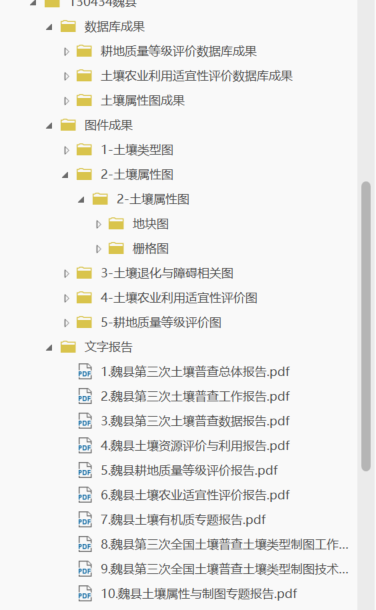 130434魏县
数据库成果
耕地质量等级评价数据库成果
土壤农业利用适宜性评价数据库成果
土壤属性图成果
图件成果
1-土壤类型图
2-土壤属性图
2-土壤属性图
地块图
栅格图
3-土壤退化与障碍相关图
4-土壤农业利用适宜性评价图
5-耕地质量等级评价图
文字报告
PDF 1.魏县第三次土壤普查总体报告.pdf
PDF 2.魏县第三次土壤普查工作报告.pdf
PDF 3.魏县第三次土壤普查数据报告.pdf
PDF 4.魏县土壤资源评价与利用报告.pdf
PDF 5.魏县耕地质量等级评价报告.pdf
PDF 6.魏县土壤农业适宜性评价报告.pdf
PDF 7.魏县土壤有机质专题报告.pdf
PDF 8.魏县第三次全国土壤普查土壤类型制图工作...
PDF 9.魏县第三次全国土壤普查土壤类型制图技术...
PDF 10.魏县土壤属性与制图专题报告.pdf